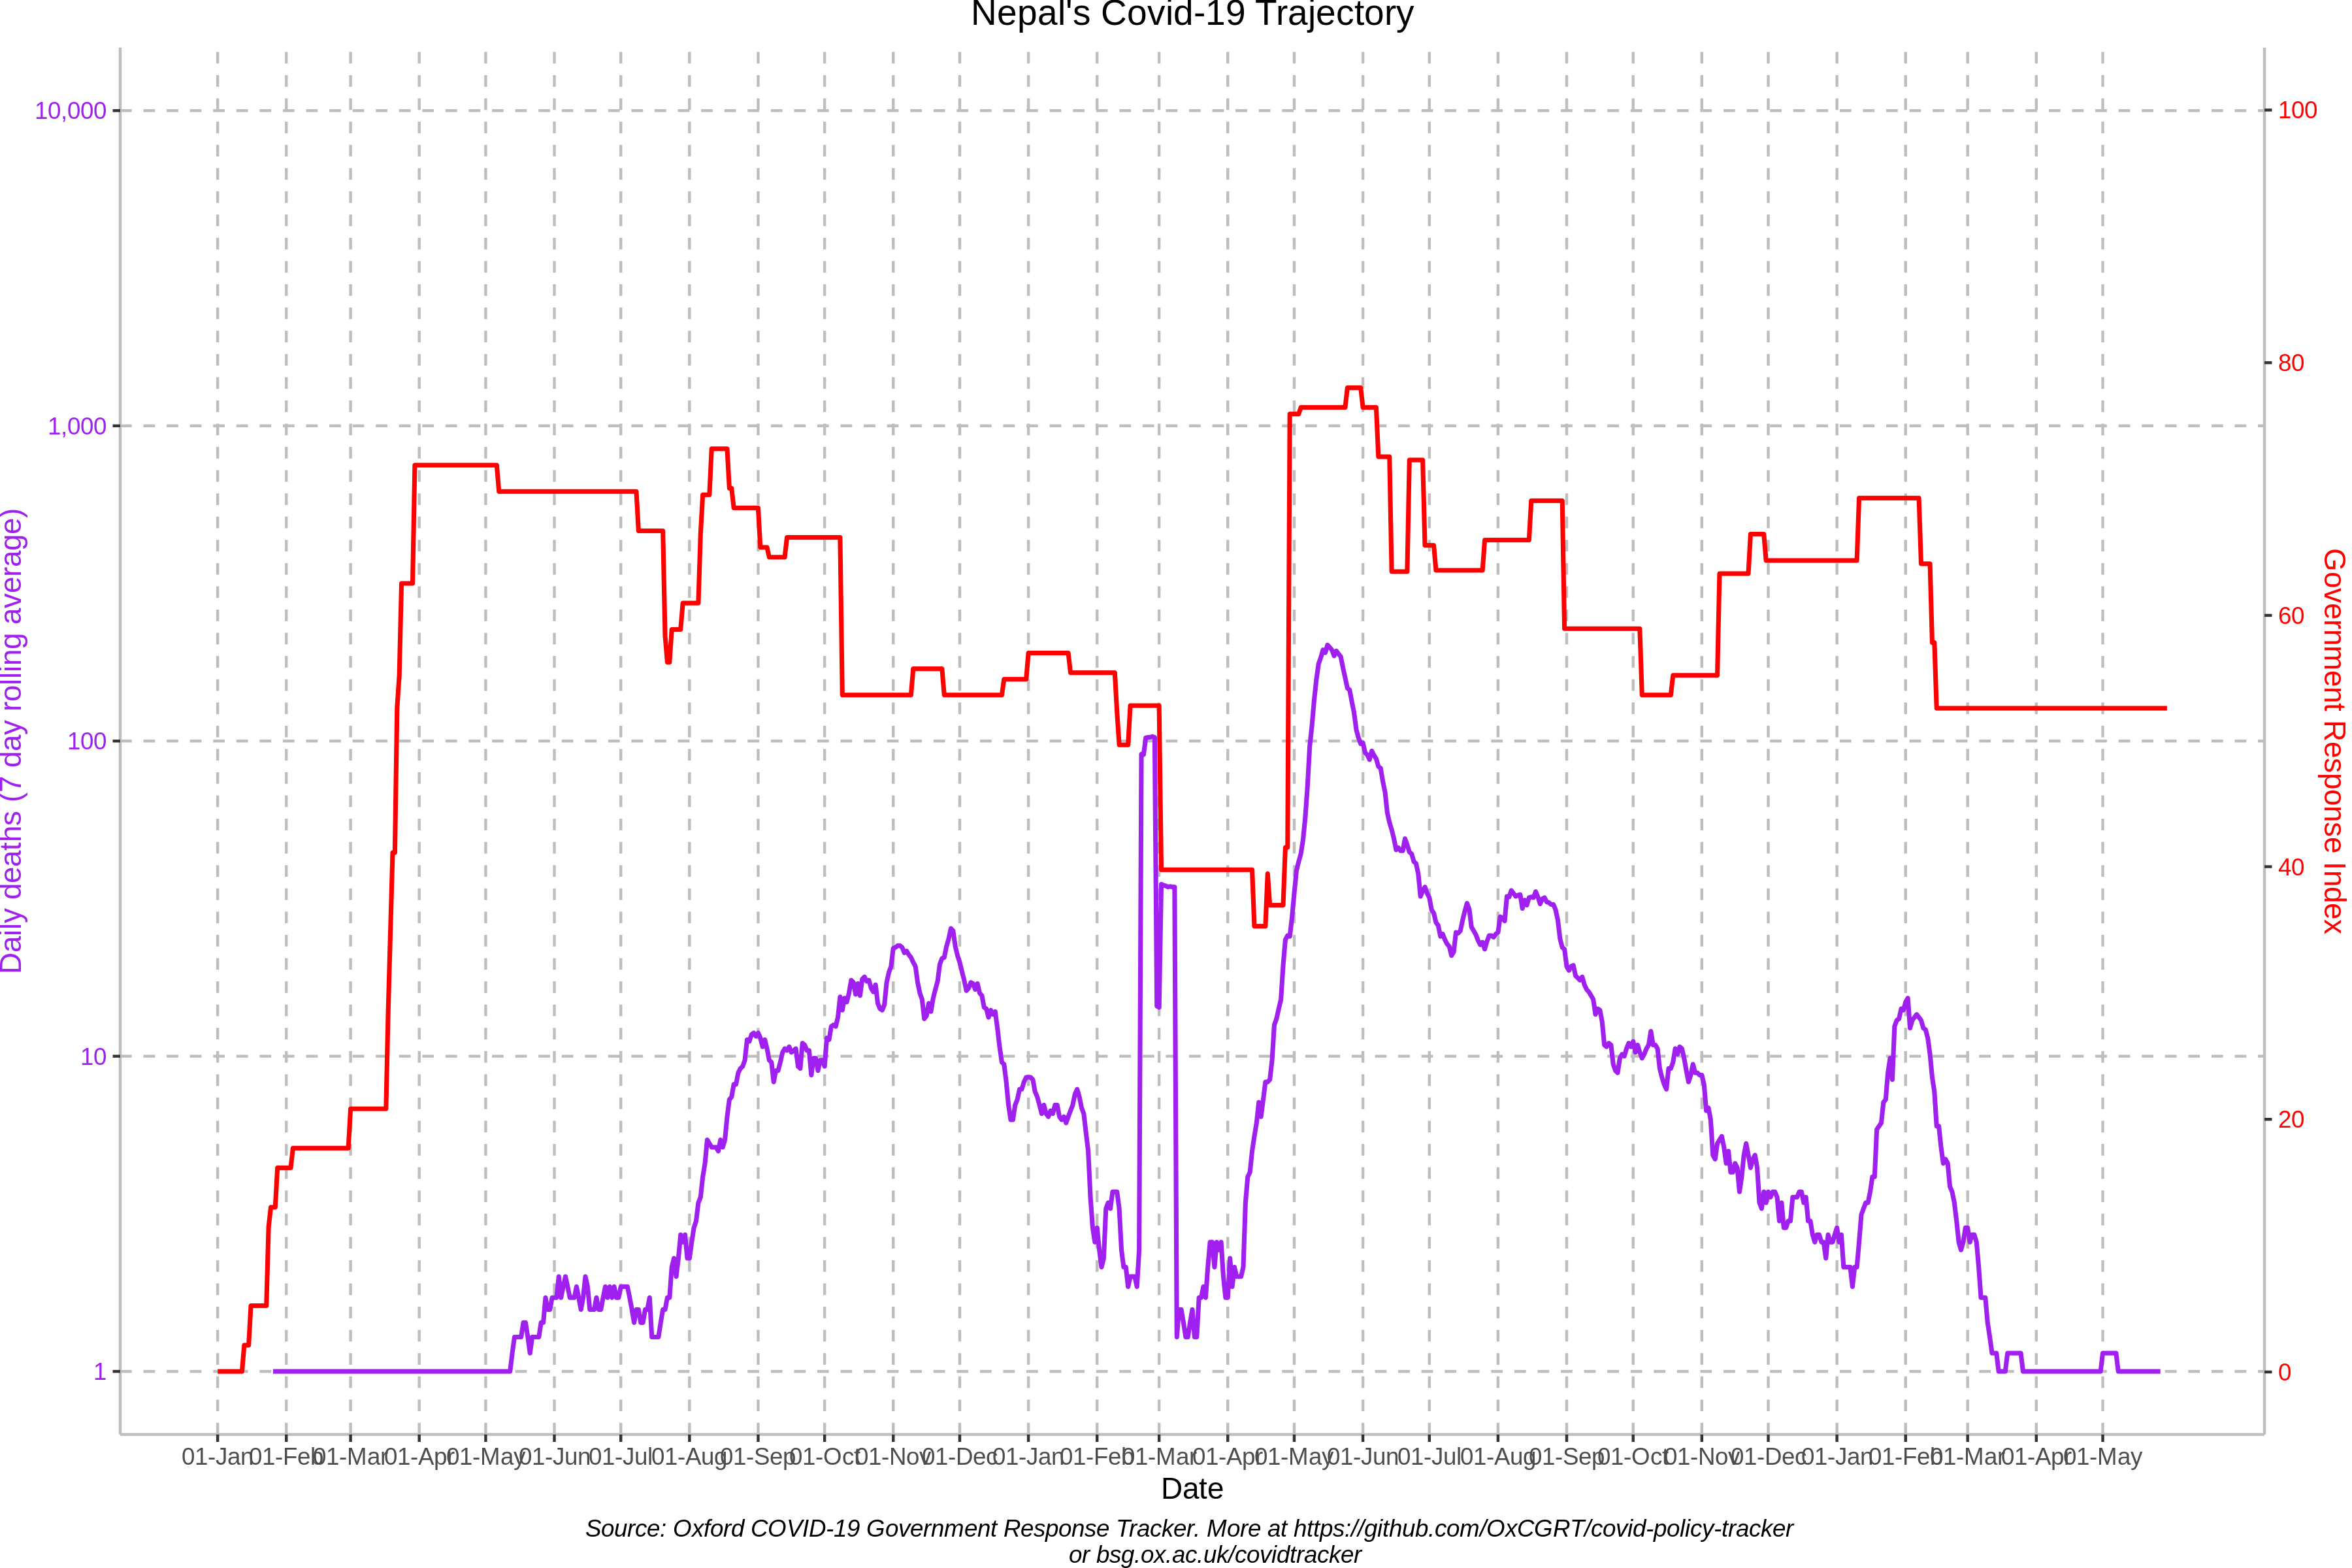 Nepal's Covid-19 Trajectory
10,000
1,000
100
10
1
Daily deaths (7 day rolling average)
100
80
60
40
20
0
Government Response Index
01-Jan 01-Feb 01-Mar 01-Apr 01-May 01-Jun 01-Jul 01-Aug 01-Sep 01-Oct 01-Nov 01-Dec 01-Jan 01-Feb 01-Mar 01-Apr 01-May 01-Jun 01-Jul 01-Aug 01-Sep 01-Oct 01-Nov 01-Dec 01-Jan 01-Feb 01-Mar 01-Apr 01-May
Date
Source: Oxford COVID-19 Government Response Tracker. More at https://github.com/OxCGRT/covid-policy-tracker
or bsg.ox.ac.uk/covidtracker